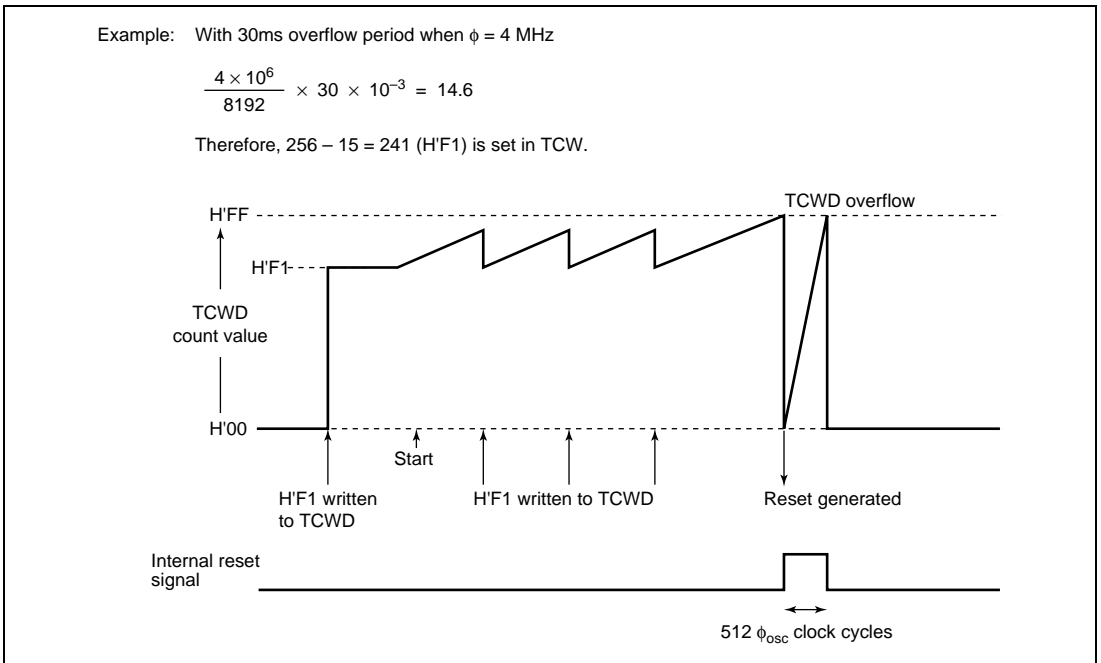 Example: With 30ms overflow period when ϕ = 4 MHz
4 × 10⁶
8192
× 30 × 10⁻³ = 14.6
Therefore, 256 – 15 = 241 (H'F1) is set in TCW.
TCWD overflow
H'FF
H'F1
TCWD
count value
H'00
Start
H'F1 written
to TCWD
H'F1 written to TCWD
Reset generated
Internal reset
signal
512 ϕosc clock cycles